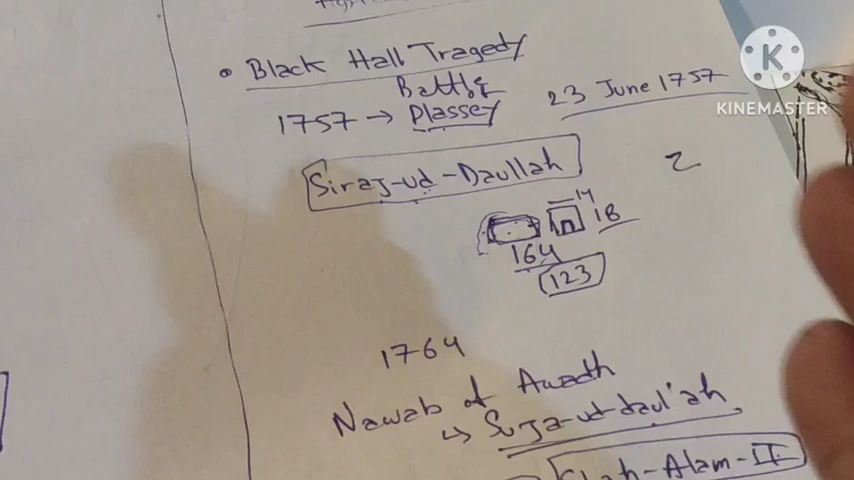 Black Hall Tragedy
Battle
1757 → Plassey
23 June 1757
Siraj-ud-Daullah
14
18
164
123
1764
Nawab of Awadh
↳ Suja-ud-daul'ah
Shah-Alam-II
K
KINEMASTER